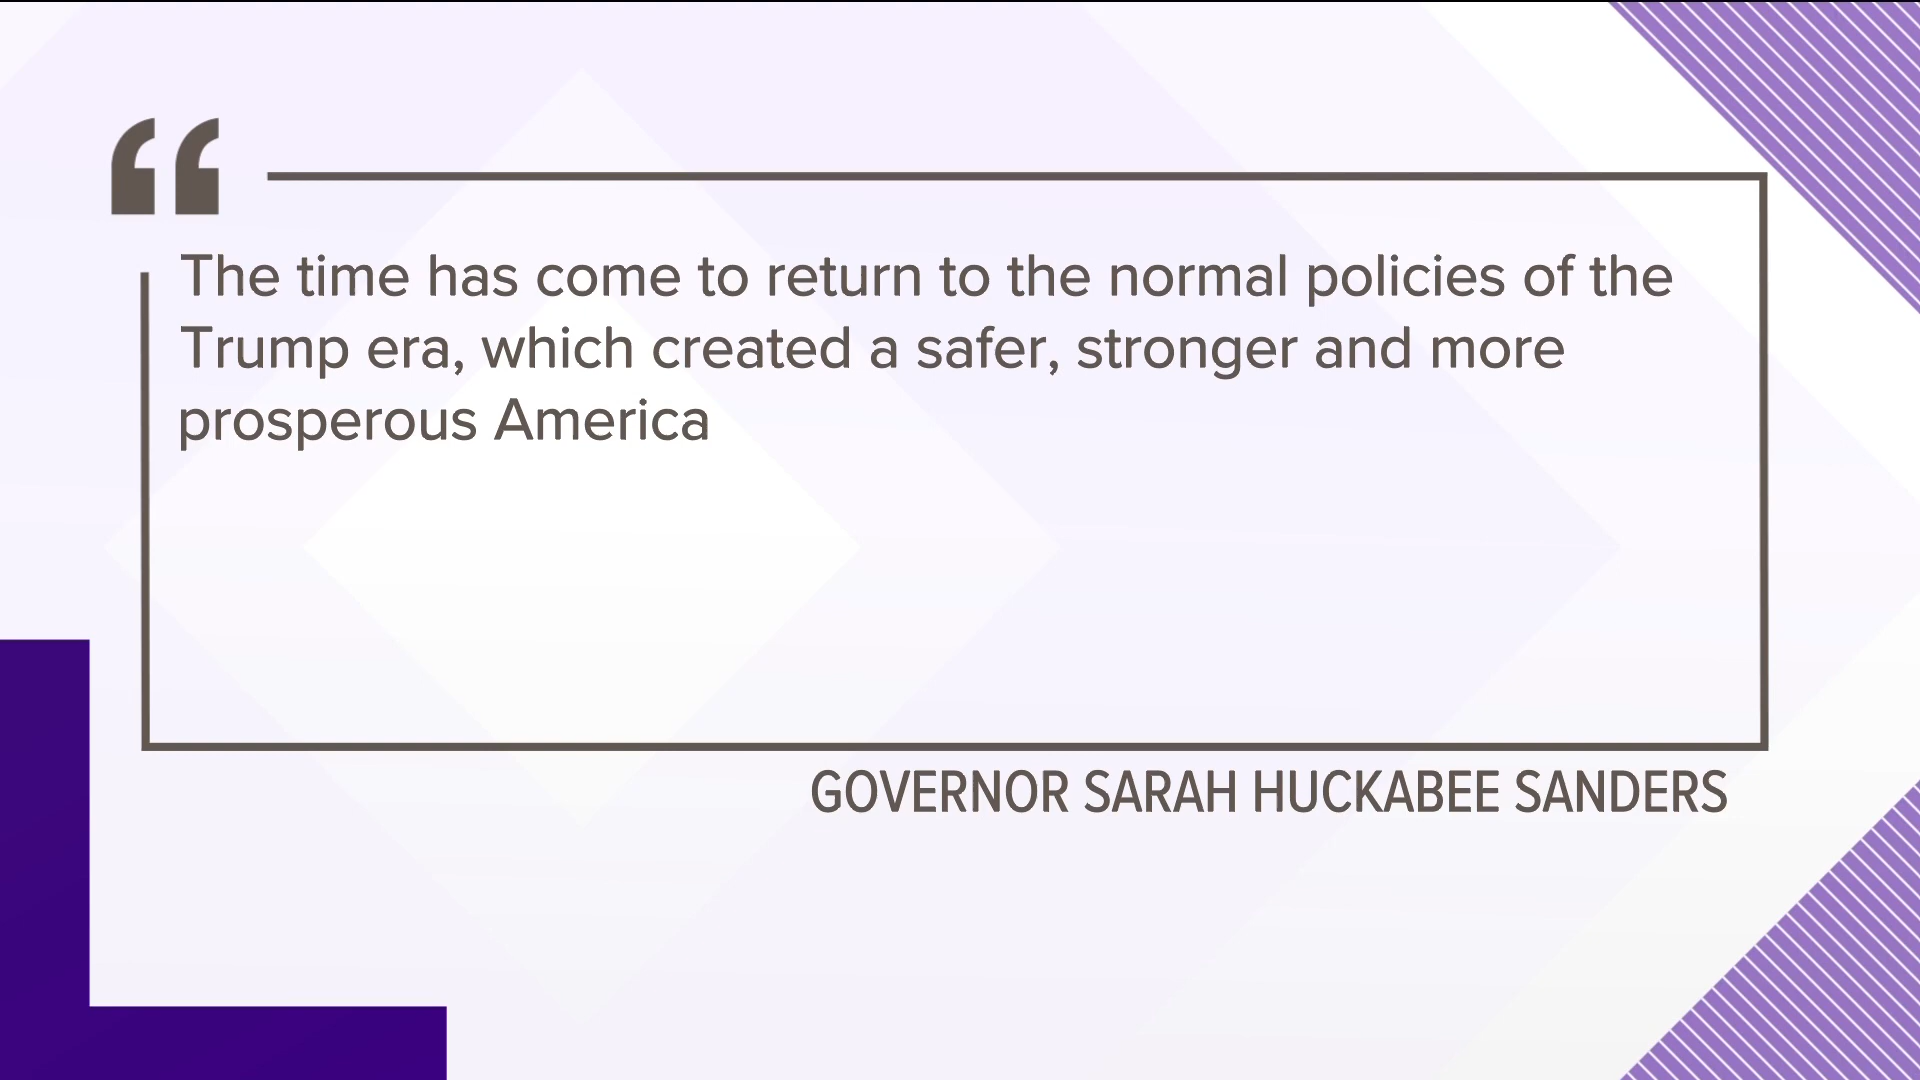 “
The time has come to return to the normal policies of the
Trump era, which created a safer, stronger and more
prosperous America
GOVERNOR SARAH HUCKABEE SANDERS